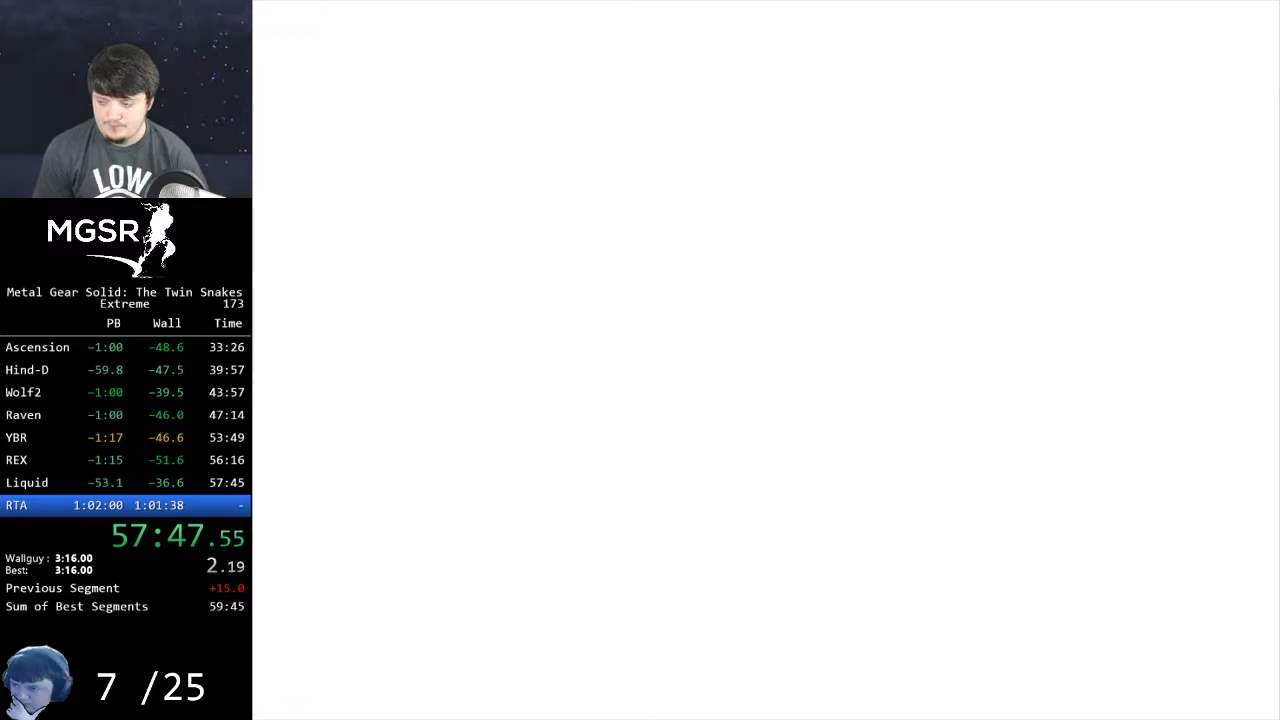 LOW
MGSR
Metal Gear Solid: The Twin Snakes
Extreme 173
PB Wall Time
Ascension -1:00 -48.6 33:26
Hind-D -59.8 -47.5 39:57
Wolf2 -1:00 -39.5 43:57
Raven -1:00 -46.0 47:14
YBR -1:17 -46.6 53:49
REX -1:15 -51.6 56:16
Liquid -53.1 -36.6 57:45
RTA 1:02:00 1:01:38 -
57:47.55
Wallguy : 3:16.00
Best: 3:16.00 2.19
Previous Segment +15.0
Sum of Best Segments 59:45
7 /25